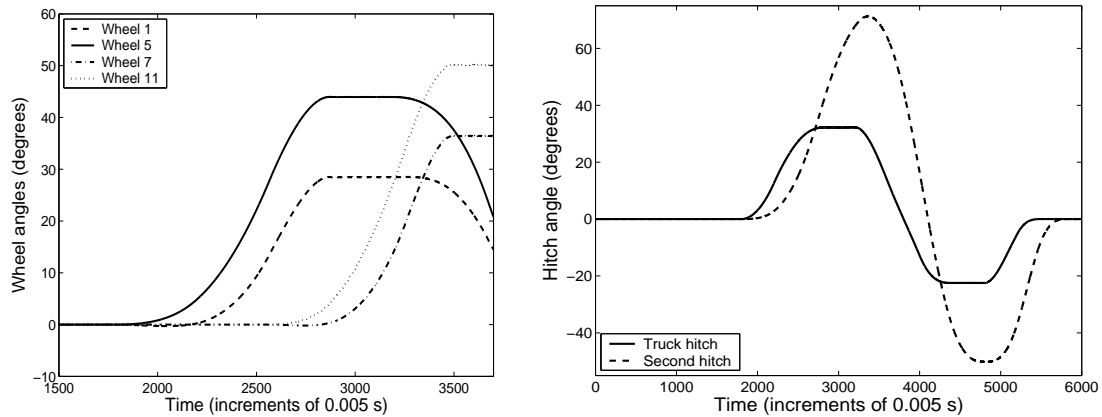 60
50
40
30
20
10
0
−10
1500
2000
2500
3000
3500
Wheel angles (degrees)
Time (increments of 0.005 s)
Wheel 1
Wheel 5
Wheel 7
Wheel 11
60
40
20
0
−20
−40
0
1000
2000
3000
4000
5000
6000
Hitch angle (degrees)
Time (increments of 0.005 s)
Truck hitch
Second hitch